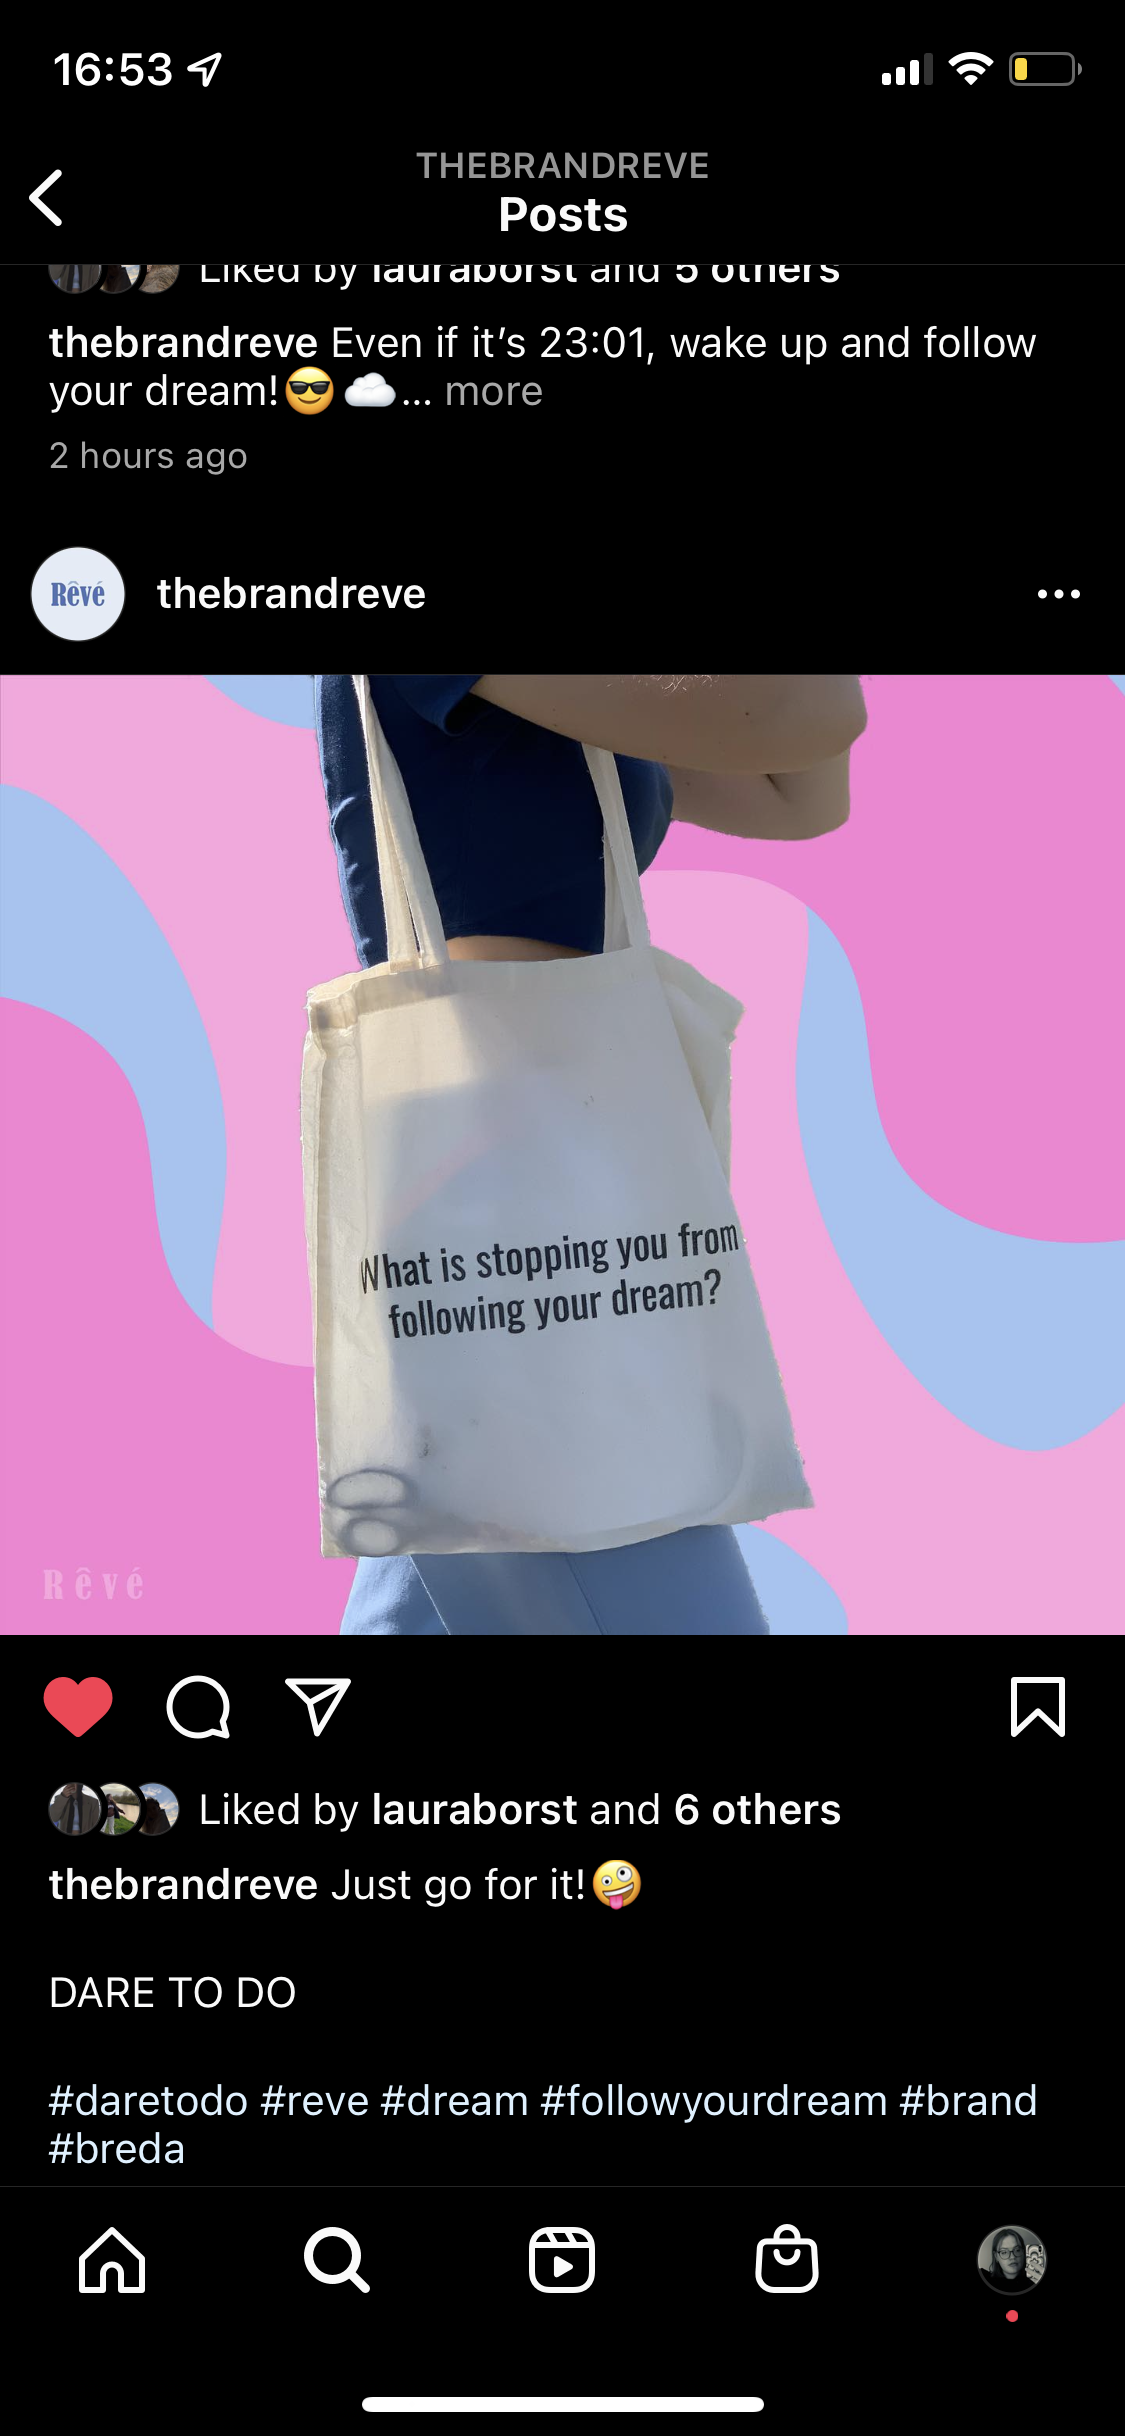 16:53
THEBRANDREVE
Posts
Liked by lauraborst and 5 others
thebrandreve Even if it’s 23:01, wake up and follow
your dream!😎☁️... more
2 hours ago
Rêvé
thebrandreve
What is stopping you from
following your dream?
Rêvé
Liked by lauraborst and 6 others
thebrandreve Just go for it!🤪
DARE TO DO
#daretodo #reve #dream #followyourdream #brand
#breda